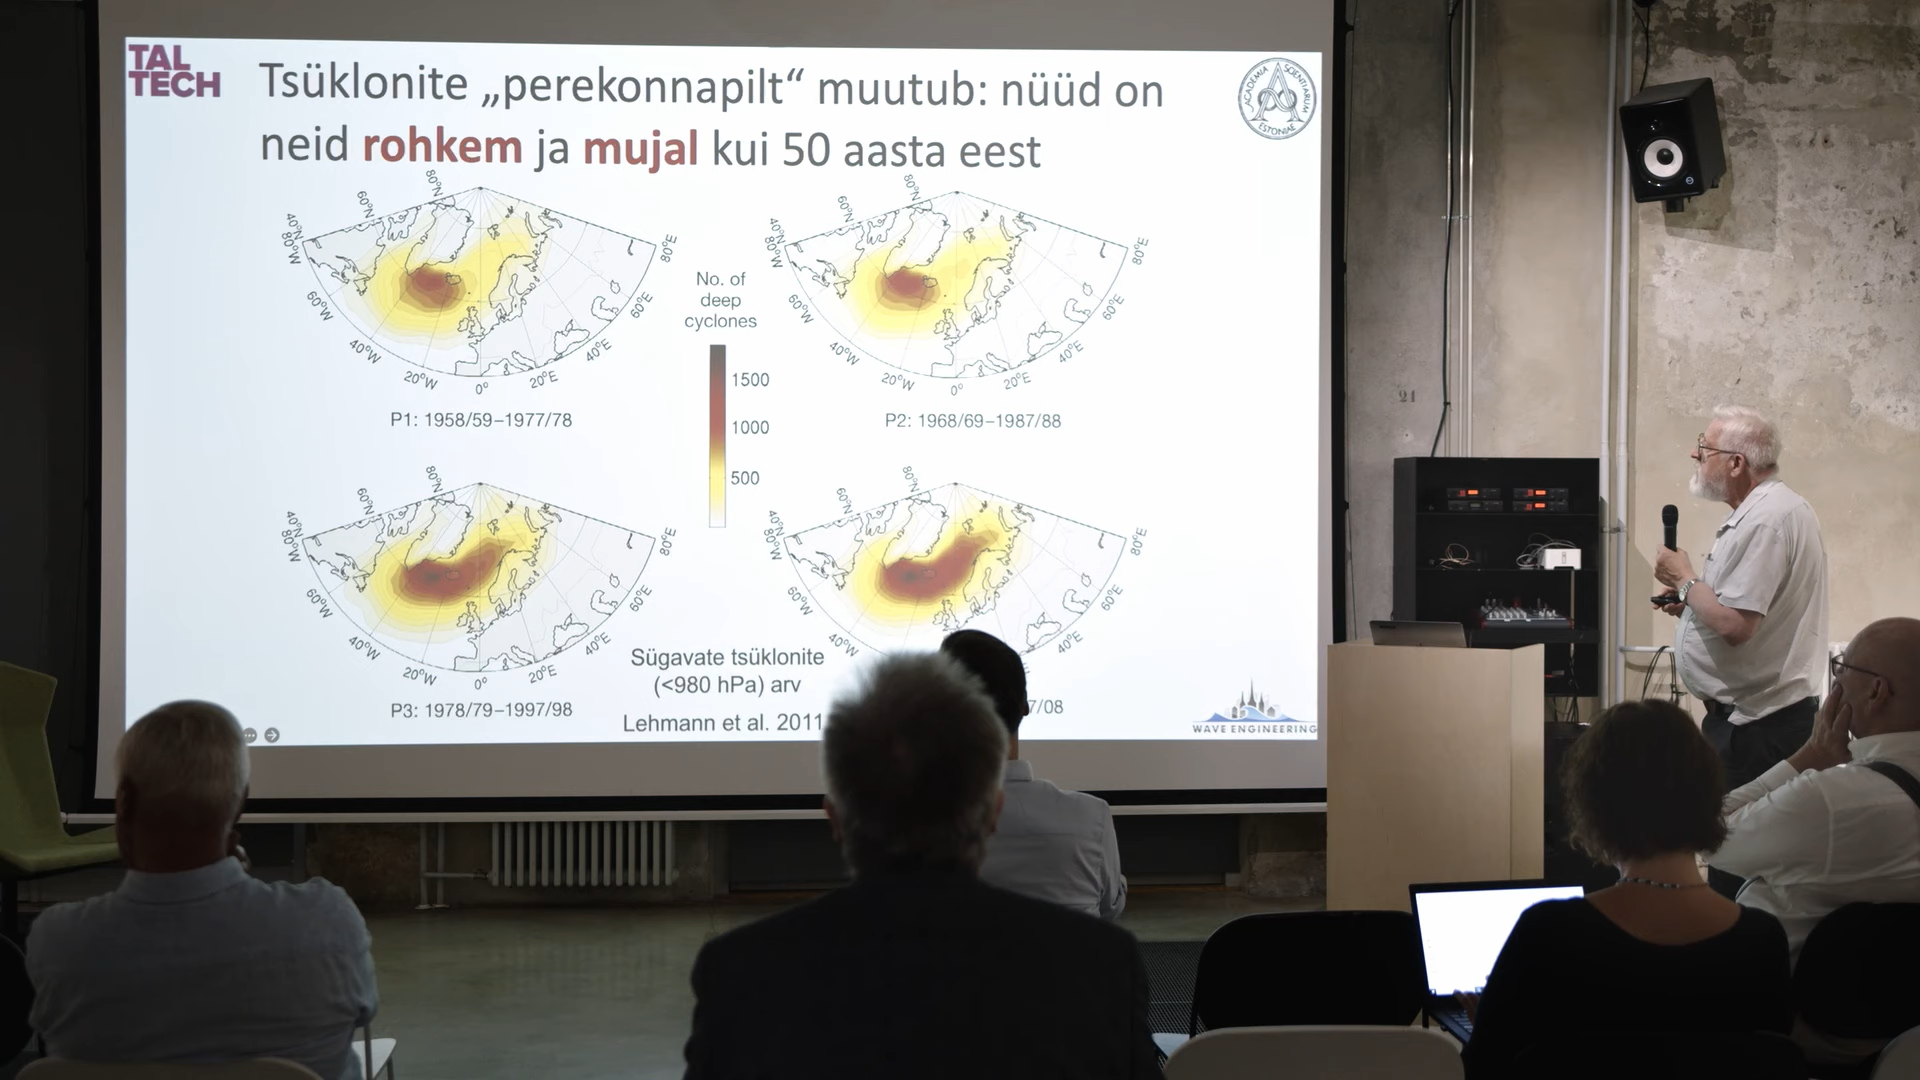 TAL
TECH
Tsüklonite „perekonnapilt“ muutub: nüüd on
neid rohkem ja mujal kui 50 aasta eest
ACADEMIA SCIENTIARUM ESTONIAE
80°N
60°N
40°N
80°W
60°W
40°W
20°W
0°
20°E
40°E
60°E
80°E
P1: 1958/59–1977/78
80°N
60°N
40°N
80°W
60°W
40°W
20°W
0°
20°E
40°E
60°E
80°E
P2: 1968/69–1987/88
No. of
deep
cyclones
1500
1000
500
80°N
60°N
40°N
80°W
60°W
40°W
20°W
0°
20°E
40°E
60°E
80°E
P3: 1978/79–1997/98
80°N
60°N
40°N
80°W
60°W
40°W
40°E
60°E
80°E
7/08
Sügavate tsüklonite
(<980 hPa) arv
Lehmann et al. 2011
WAVE ENGINEERING
21